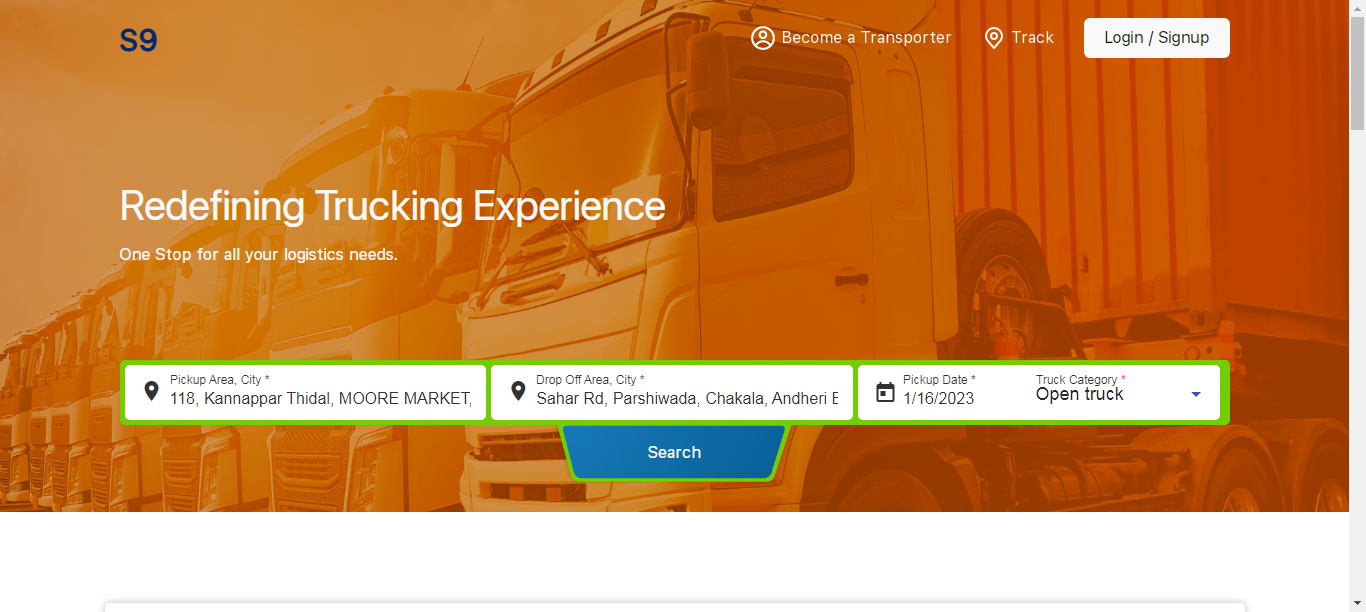 S9
Become a Transporter
Track
Login / Signup
Redefining Trucking Experience
One Stop for all your logistics needs.
Pickup Area, City *
118, Kannappar Thidal, MOORE MARKET,
Drop Off Area, City *
Sahar Rd, Parshiwada, Chakala, Andheri E
Pickup Date *
1/16/2023
Truck Category *
Open truck
Search